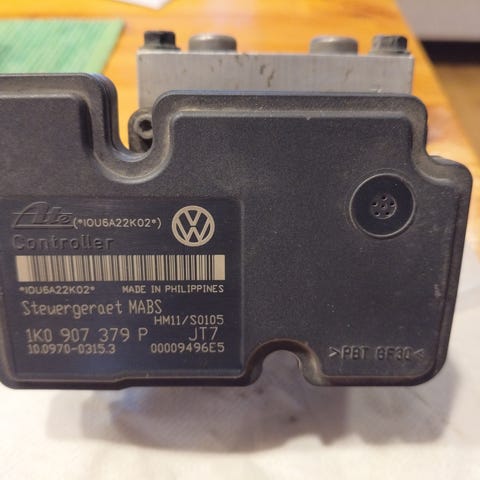 Ate (*IOU6A22K02*)
Controller
*IOU6A22K02* MADE IN PHILIPPINES
Steuergeraet MABS
HM11/S0105
1K0 907 379 P JT7
10.0970-0315.3 00009496E5
>PBT GF30<